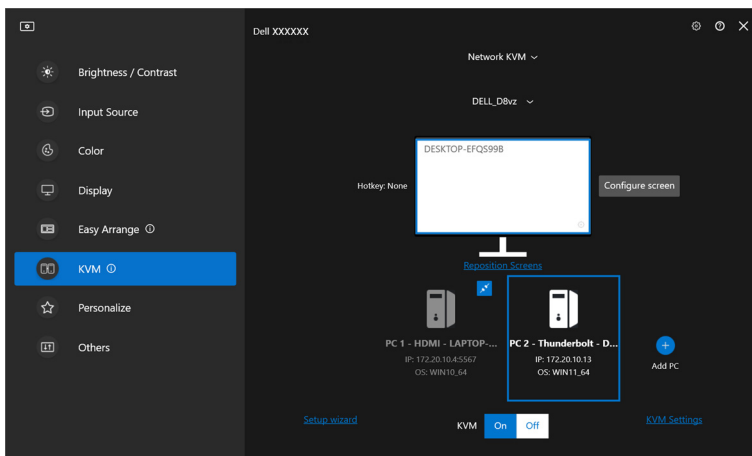 Dell XXXXXX
Brightness / Contrast
Input Source
Color
Display
Easy Arrange
KVM
Personalize
Others
Network KVM
DELL_D8vz
DESKTOP-EFQS99B
Hotkey: None
Configure screen
Reposition Screens
PC 1 - HDMI - LAPTOP-...
IP: 172.20.10.4:5567
OS: WIN10_64
PC 2 - Thunderbolt - D...
IP: 172.20.10.13
OS: WIN11_64
Add PC
Setup wizard
KVM On Off
KVM Settings